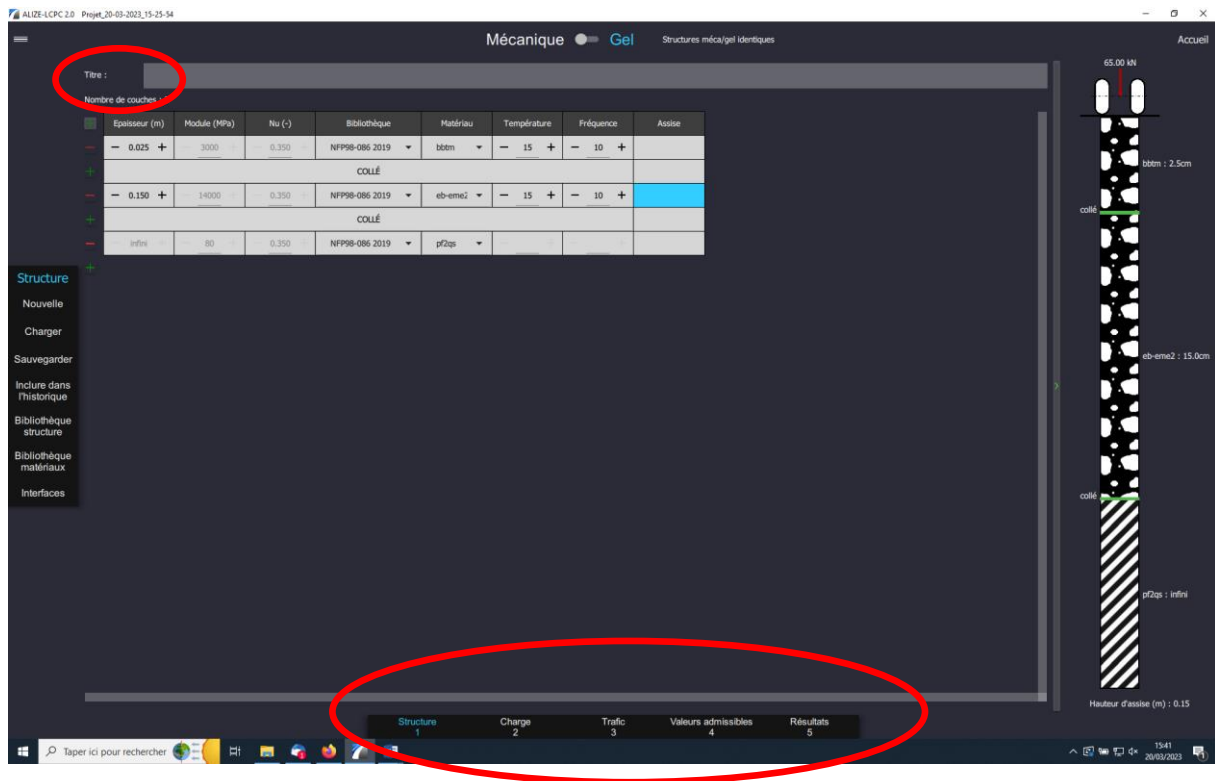 ALIZE-LCPC 2.0 Projet_20-03-2023_15-25-54
Mécanique Gel Structures méca/gel identiques Accueil
Titre :
Nombre de couches :
Epaisseur (m) Module (MPa) Nu (-) Bibliothèque Matériau Température Fréquence Assise
− − 0.025 + − 3000 + − 0.350 + NFP98-086 2019 bbtm − 15 + − 10 +
+ COLLÉ
− − 0.150 + − 14000 + − 0.350 + NFP98-086 2019 eb-eme2 − 15 + − 10 +
+ COLLÉ
− − infini + − 80 + − 0.350 + NFP98-086 2019 pf2qs − + − +
+
Structure
Nouvelle
Charger
Sauvegarder
Inclure dans
l'historique
Bibliothèque
structure
Bibliothèque
matériaux
Interfaces
65.00 kN
bbtm : 2.5cm
collé
eb-eme2 : 15.0cm
collé
pf2qs : infini
Hauteur d'assise (m) : 0.15
Structure Charge Trafic Valeurs admissibles Résultats
1 2 3 4 5
Taper ici pour rechercher
15:41
20/03/2023